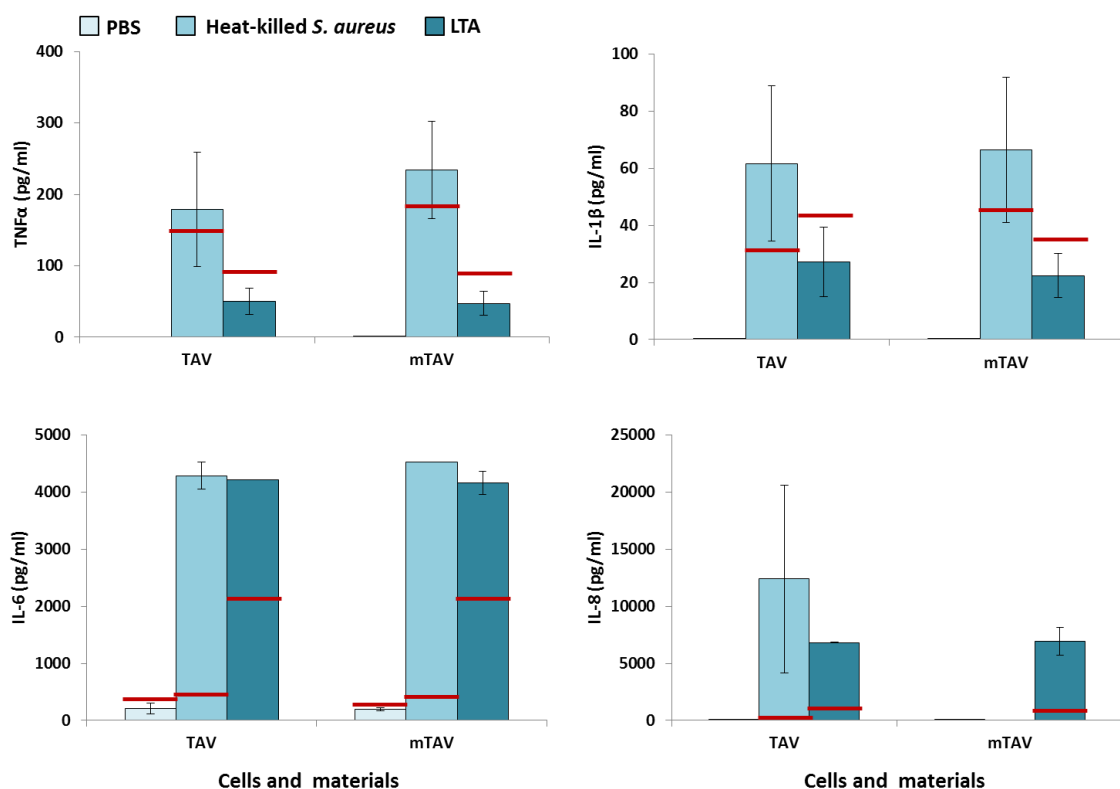 PBS Heat-killed S. aureus LTA
TNFα (pg/ml)
400
300
200
100
0
TAV mTAV
IL-1β (pg/ml)
100
80
60
40
20
0
TAV mTAV
IL-6 (pg/ml)
5000
4000
3000
2000
1000
0
TAV mTAV
Cells and materials
IL-8 (pg/ml)
25000
20000
15000
10000
5000
0
TAV mTAV
Cells and materials